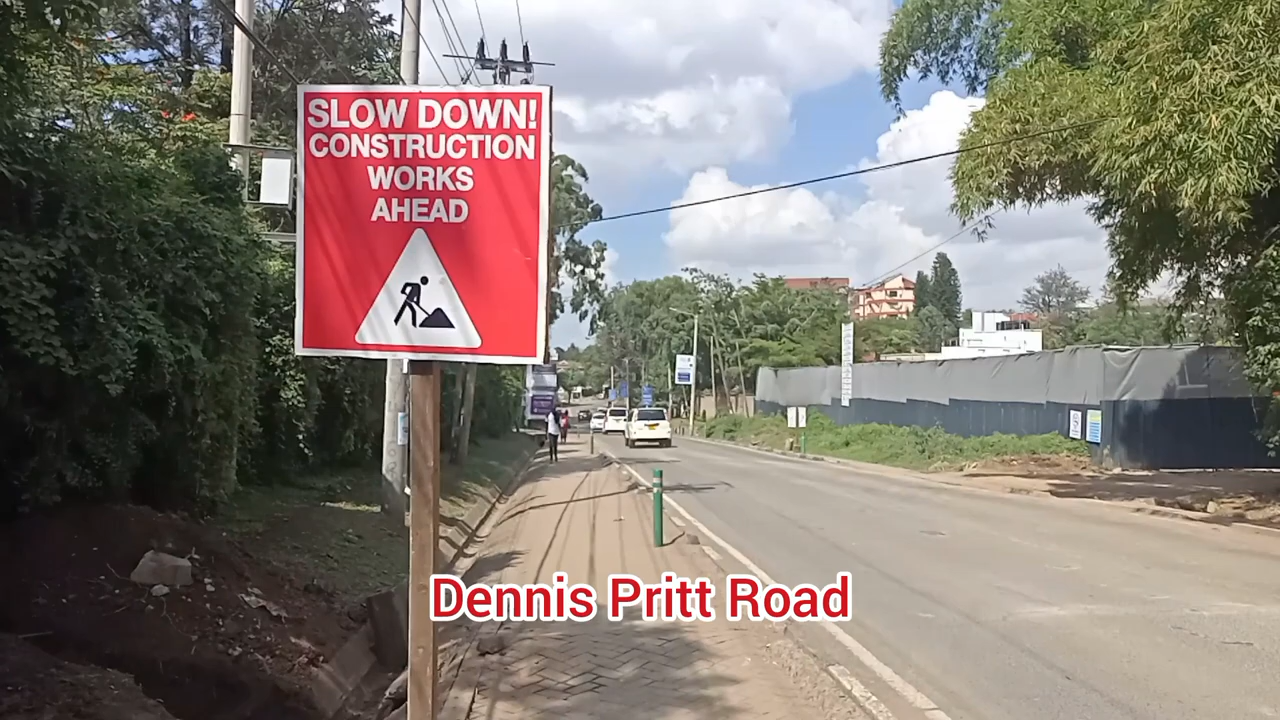 SLOW DOWN!
CONSTRUCTION
WORKS
AHEAD
Dennis Pritt Road